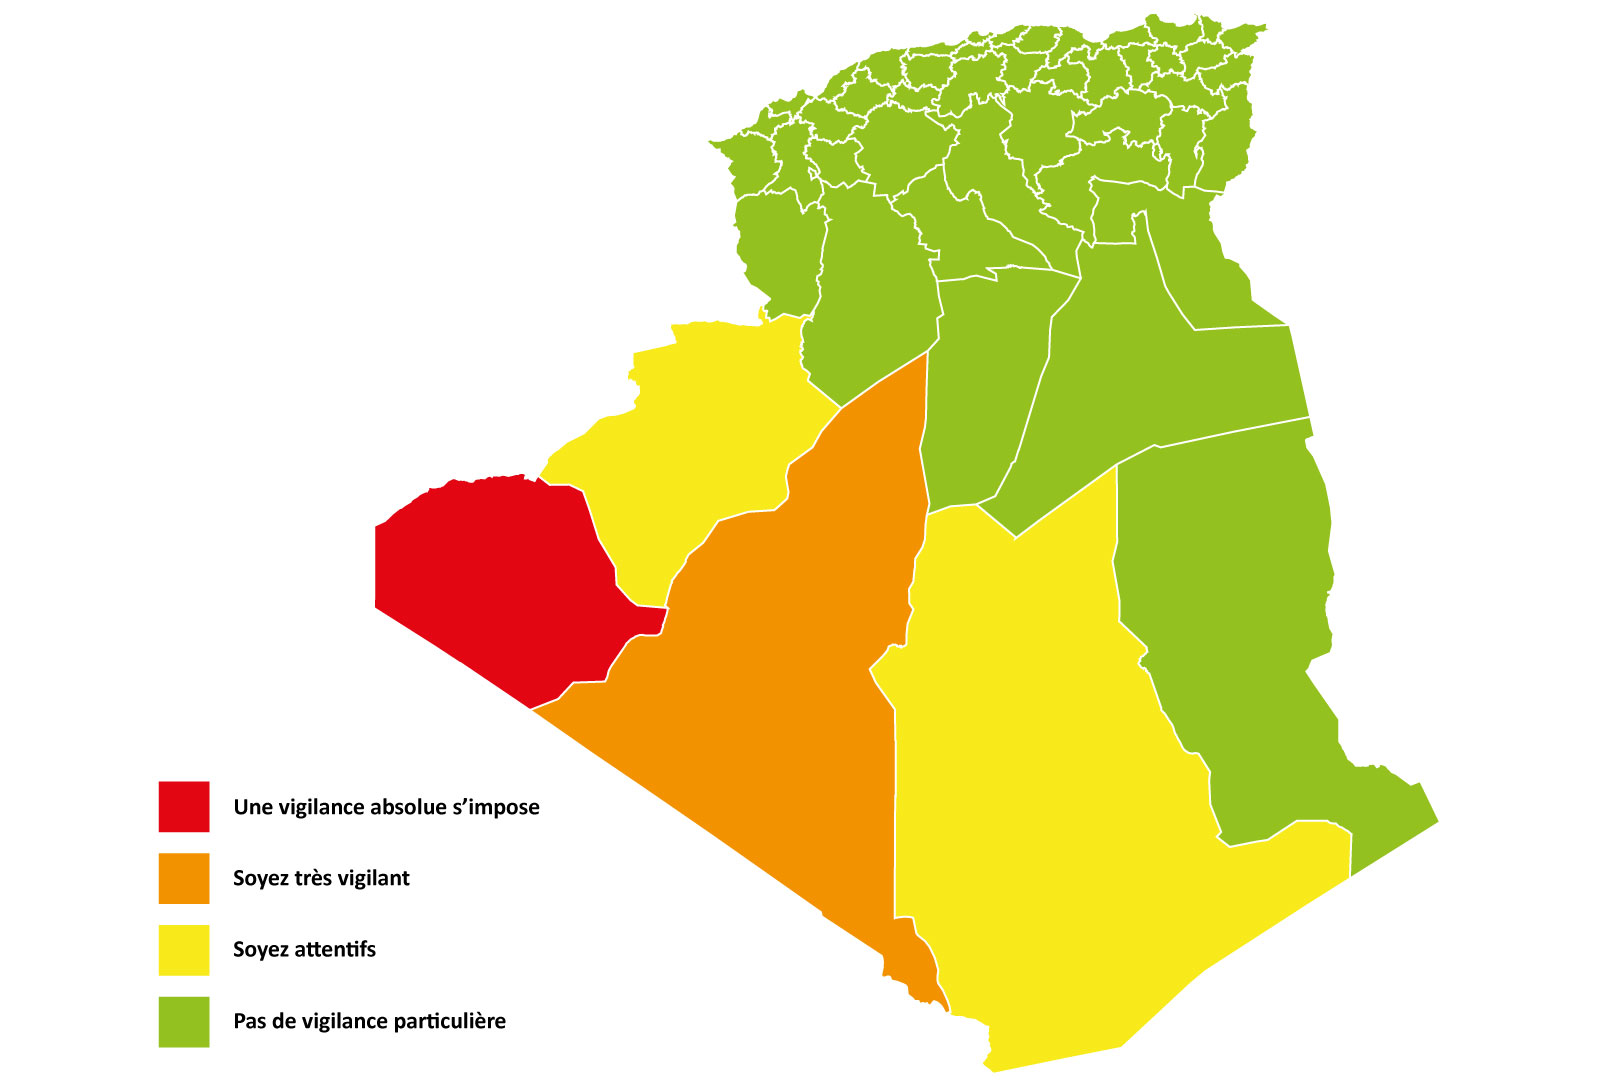 Une vigilance absolue s’impose
Soyez très vigilant
Soyez attentifs
Pas de vigilance particulière